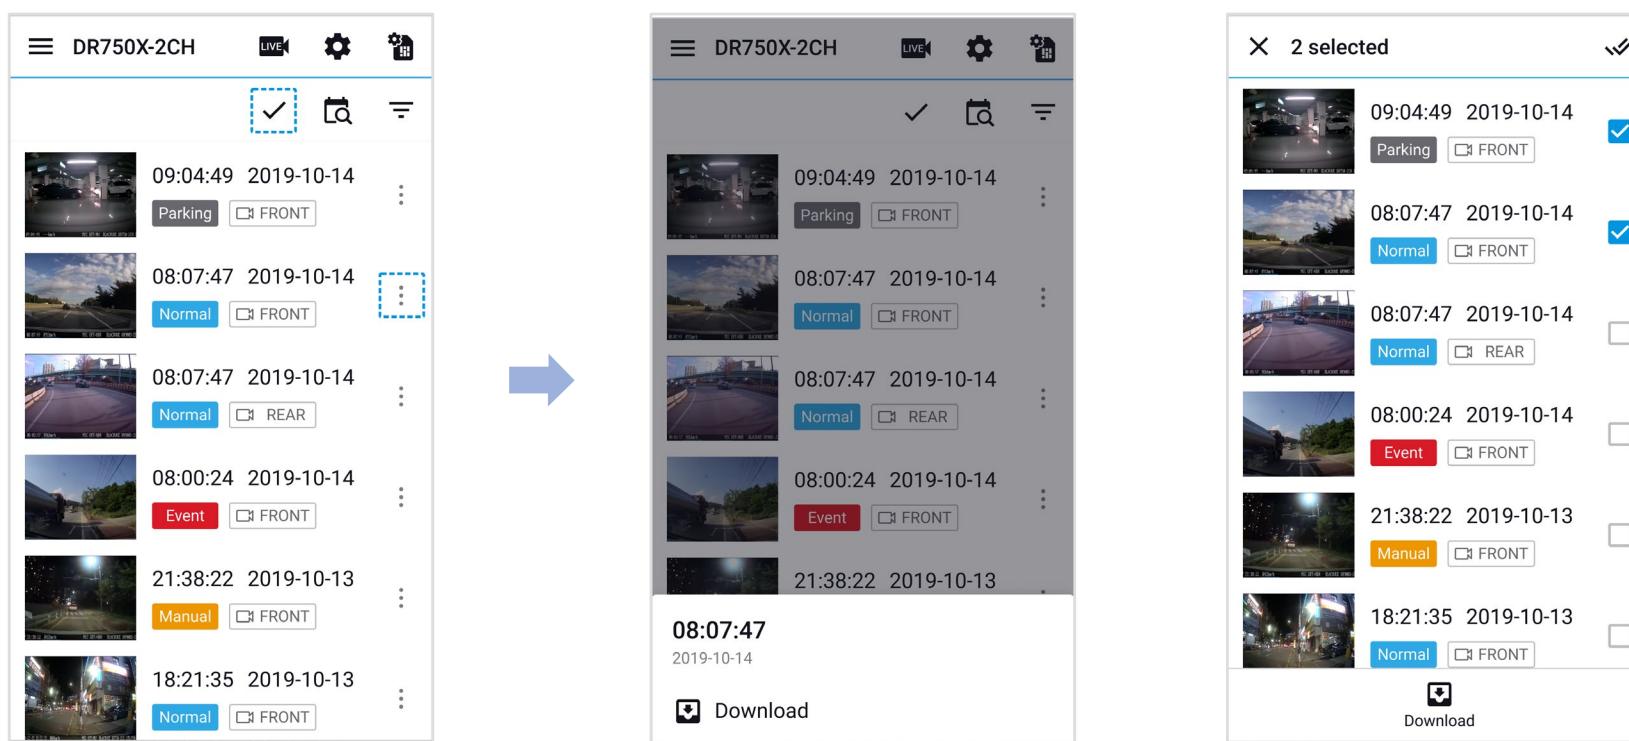 DR750X-2CH
LIVE
09:04:49 2019-10-14
Parking FRONT
08:07:47 2019-10-14
Normal FRONT
08:07:47 2019-10-14
Normal REAR
08:00:24 2019-10-14
Event FRONT
21:38:22 2019-10-13
Manual FRONT
18:21:35 2019-10-13
Normal FRONT
DR750X-2CH
LIVE
09:04:49 2019-10-14
Parking FRONT
08:07:47 2019-10-14
Normal FRONT
08:07:47 2019-10-14
Normal REAR
08:00:24 2019-10-14
Event FRONT
21:38:22 2019-10-13
08:07:47
2019-10-14
Download
2 selected
09:04:49 2019-10-14
Parking FRONT
08:07:47 2019-10-14
Normal FRONT
08:07:47 2019-10-14
Normal REAR
08:00:24 2019-10-14
Event FRONT
21:38:22 2019-10-13
Manual FRONT
18:21:35 2019-10-13
Normal FRONT
Download